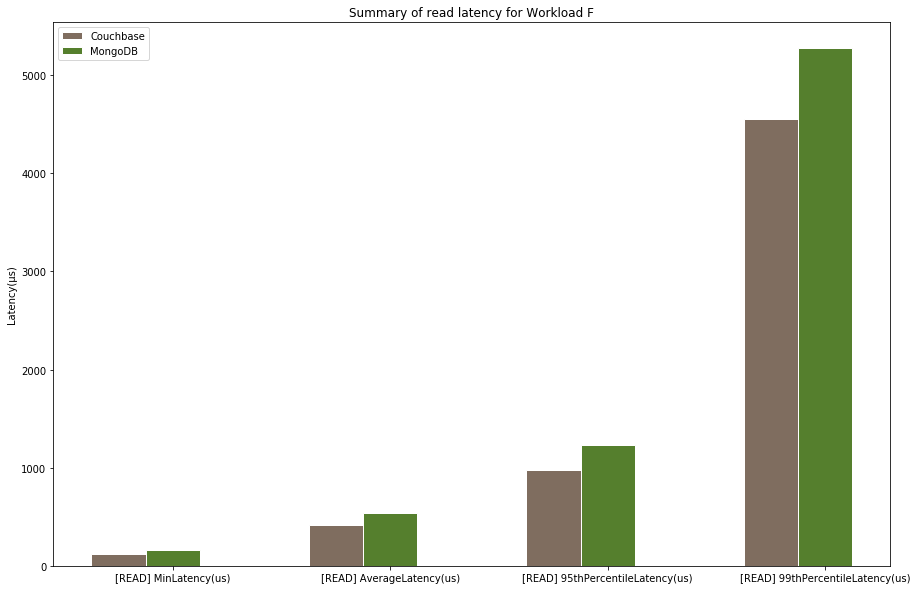 Summary of read latency for Workload F
Couchbase
MongoDB
5000
4000
3000
2000
1000
0
Latency(µs)
[READ] MinLatency(us)
[READ] AverageLatency(us)
[READ] 95thPercentileLatency(us)
[READ] 99thPercentileLatency(us)